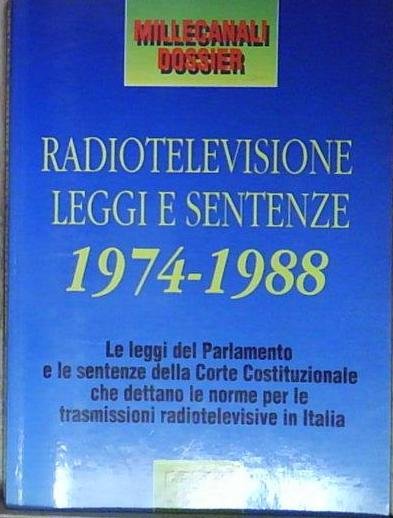 MILLECANALI
DOSSIER
RADIOTELEVISIONE
LEGGI E SENTENZE
1974-1988
Le leggi del Parlamento
e le sentenze della Corte Costituzionale
che dettano le norme per le
trasmissioni radiotelevisive in Italia